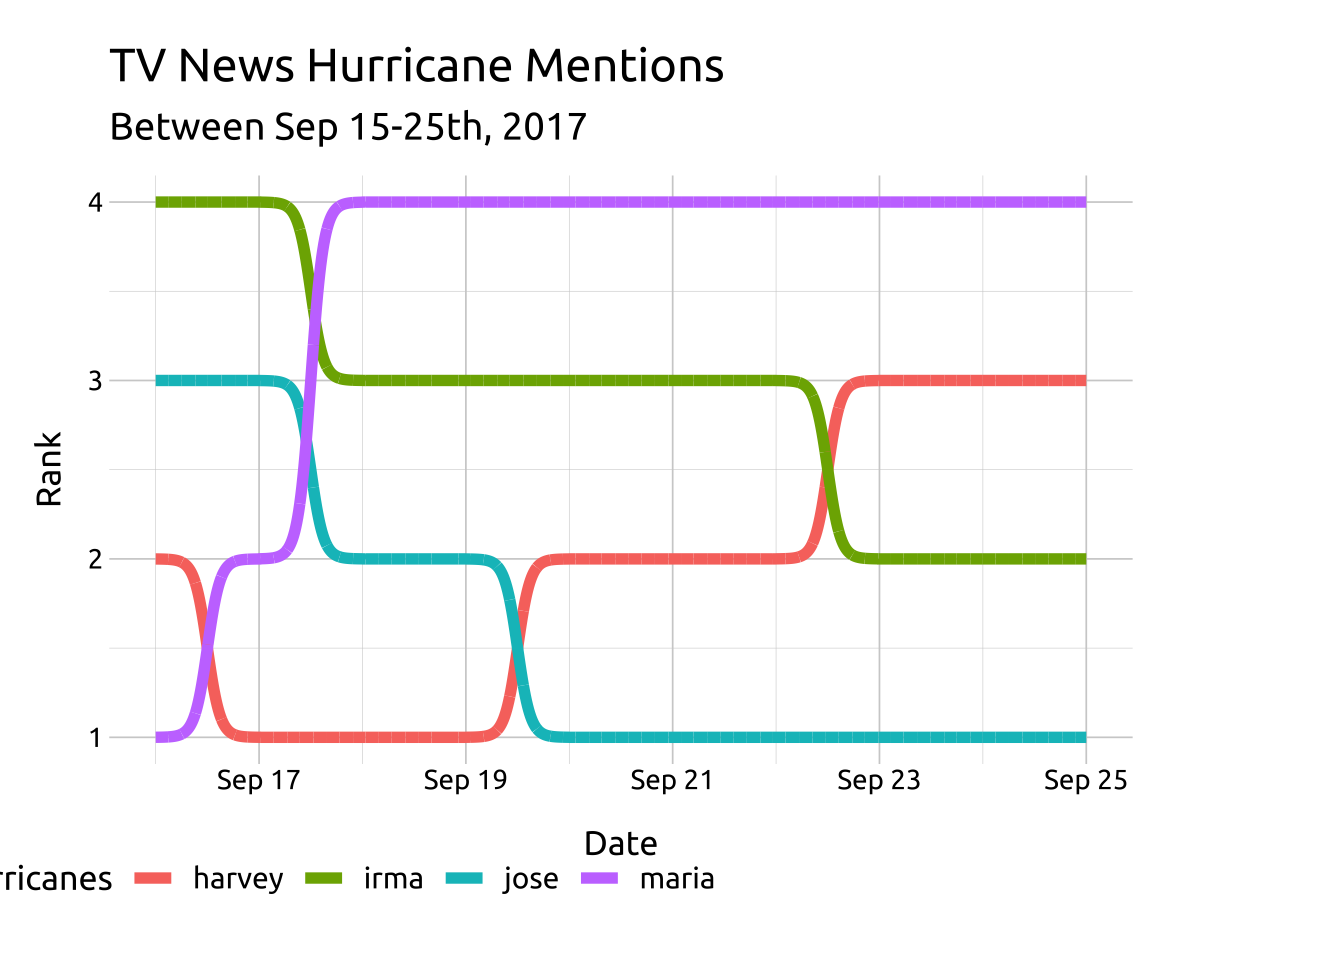 TV News Hurricane Mentions
Between Sep 15-25th, 2017
4
3
2
1
Rank
Sep 17 Sep 19 Sep 21 Sep 23 Sep 25
Date
rricanes harvey irma jose maria